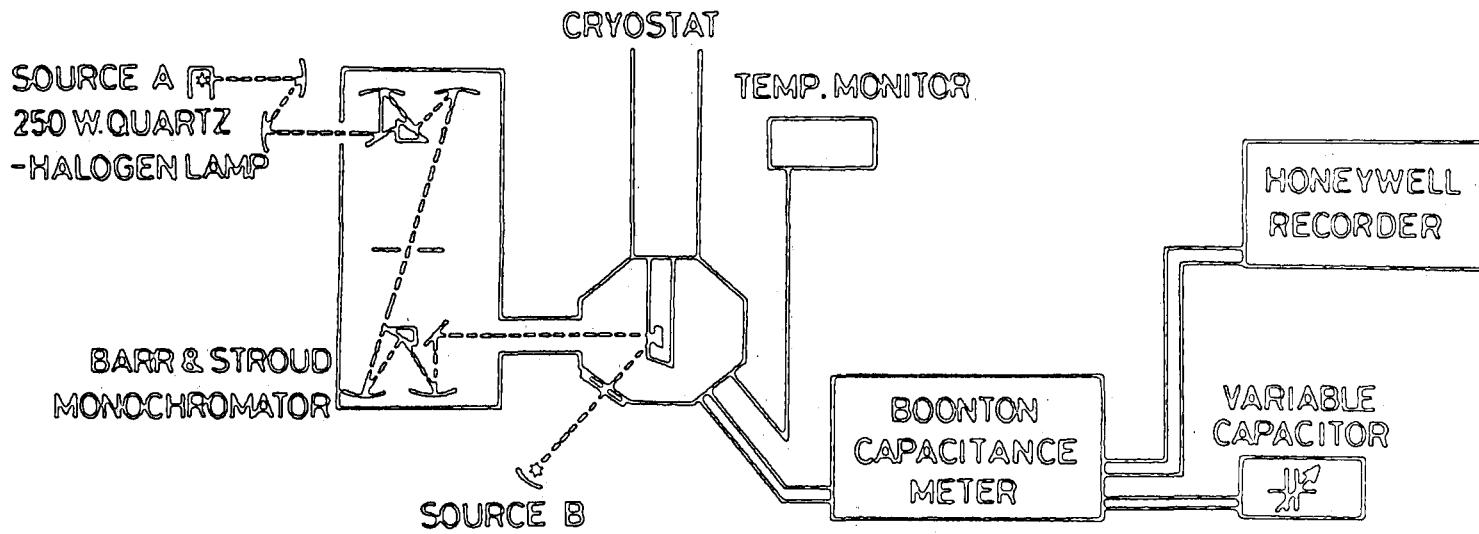 CRYOSTAT
SOURCE A
250 W. QUARTZ
-HALOGEN LAMP
TEMP. MONITOR
HONEYWELL
RECORDER
BARR & STROUD
MONOCHROMATOR
BOONTON
CAPACITANCE
METER
VARIABLE
CAPACITOR
SOURCE B